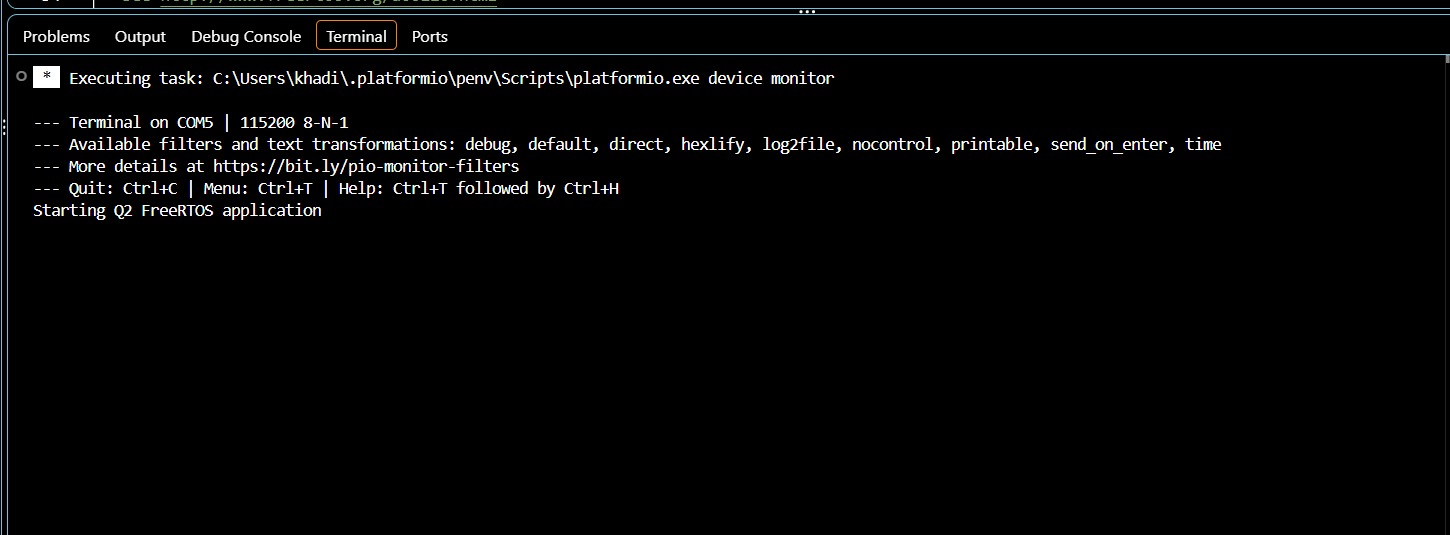 Problems Output Debug Console Terminal Ports
* Executing task: C:\Users\khadi\.platformio\penv\Scripts\platformio.exe device monitor
--- Terminal on COM5 | 115200 8-N-1
--- Available filters and text transformations: debug, default, direct, hexlify, log2file, nocontrol, printable, send_on_enter, time
--- More details at https://bit.ly/pio-monitor-filters
--- Quit: Ctrl+C | Menu: Ctrl+T | Help: Ctrl+T followed by Ctrl+H
Starting Q2 FreeRTOS application